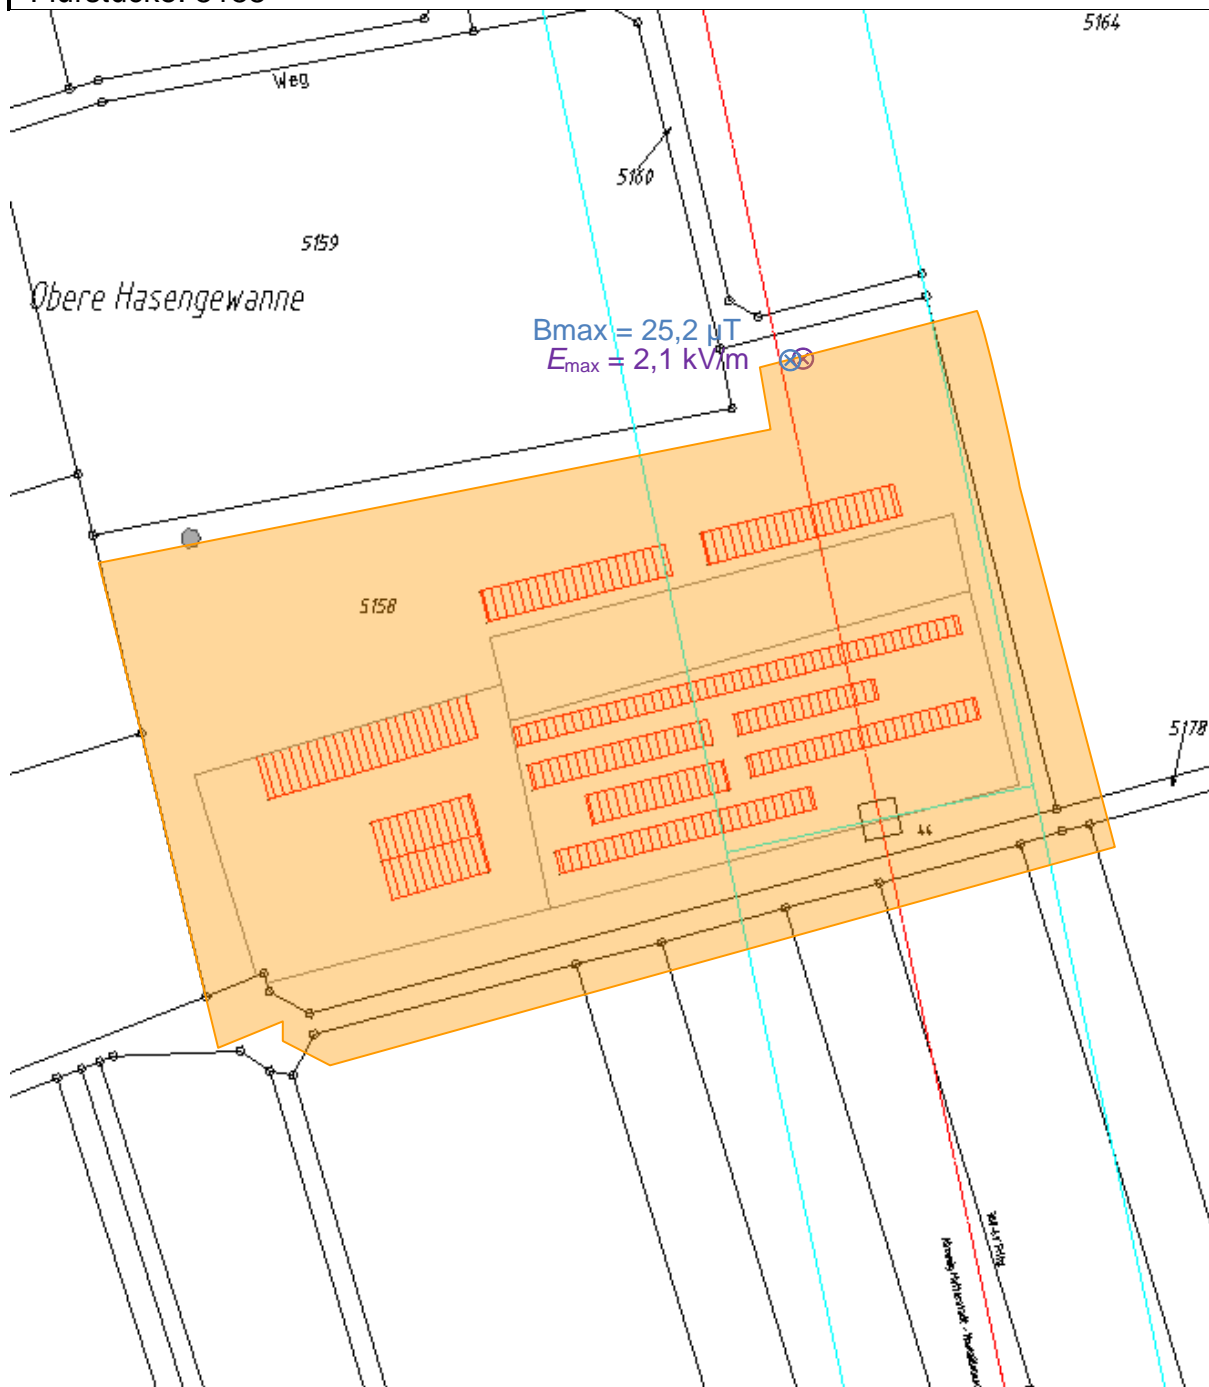 5164
Weg
5160
5159
Obere Hasengewanne
Bmax = 25,2 µT
Emax = 2,1 kV/m
5158
5178